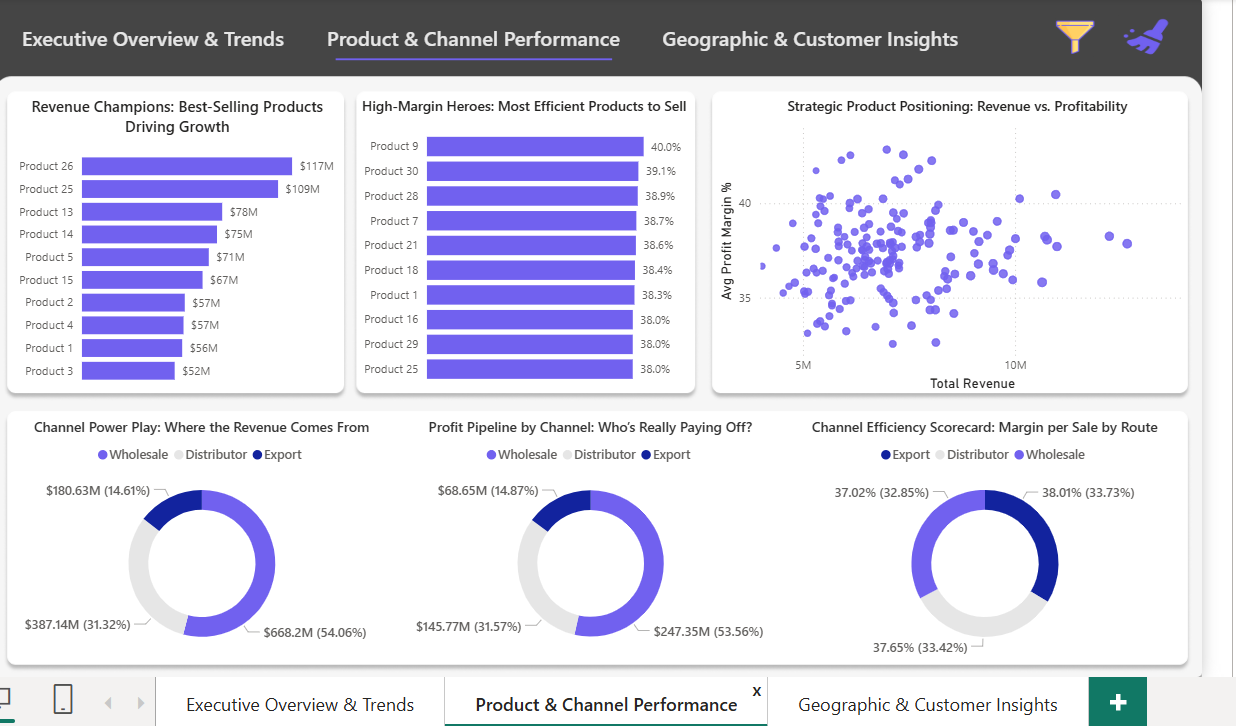 Executive Overview & Trends
Product & Channel Performance
Geographic & Customer Insights
Revenue Champions: Best-Selling Products
Driving Growth
Product 26 $117M
Product 25 $109M
Product 13 $78M
Product 14 $75M
Product 5 $71M
Product 15 $67M
Product 2 $57M
Product 4 $57M
Product 1 $56M
Product 3 $52M
High-Margin Heroes: Most Efficient Products to Sell
Product 9 40.0%
Product 30 39.1%
Product 28 38.9%
Product 7 38.7%
Product 21 38.6%
Product 18 38.4%
Product 1 38.3%
Product 16 38.0%
Product 29 38.0%
Product 25 38.0%
Strategic Product Positioning: Revenue vs. Profitability
Avg Profit Margin %
40
35
5M 10M
Total Revenue
Channel Power Play: Where the Revenue Comes From
Wholesale Distributor Export
$180.63M (14.61%)
$387.14M (31.32%)
$668.2M (54.06%)
Profit Pipeline by Channel: Who's Really Paying Off?
Wholesale Distributor Export
$68.65M (14.87%)
$145.77M (31.57%)
$247.35M (53.56%)
Channel Efficiency Scorecard: Margin per Sale by Route
Export Distributor Wholesale
37.02% (32.85%)
38.01% (33.73%)
37.65% (33.42%)
Executive Overview & Trends
Product & Channel Performance x
Geographic & Customer Insights
+